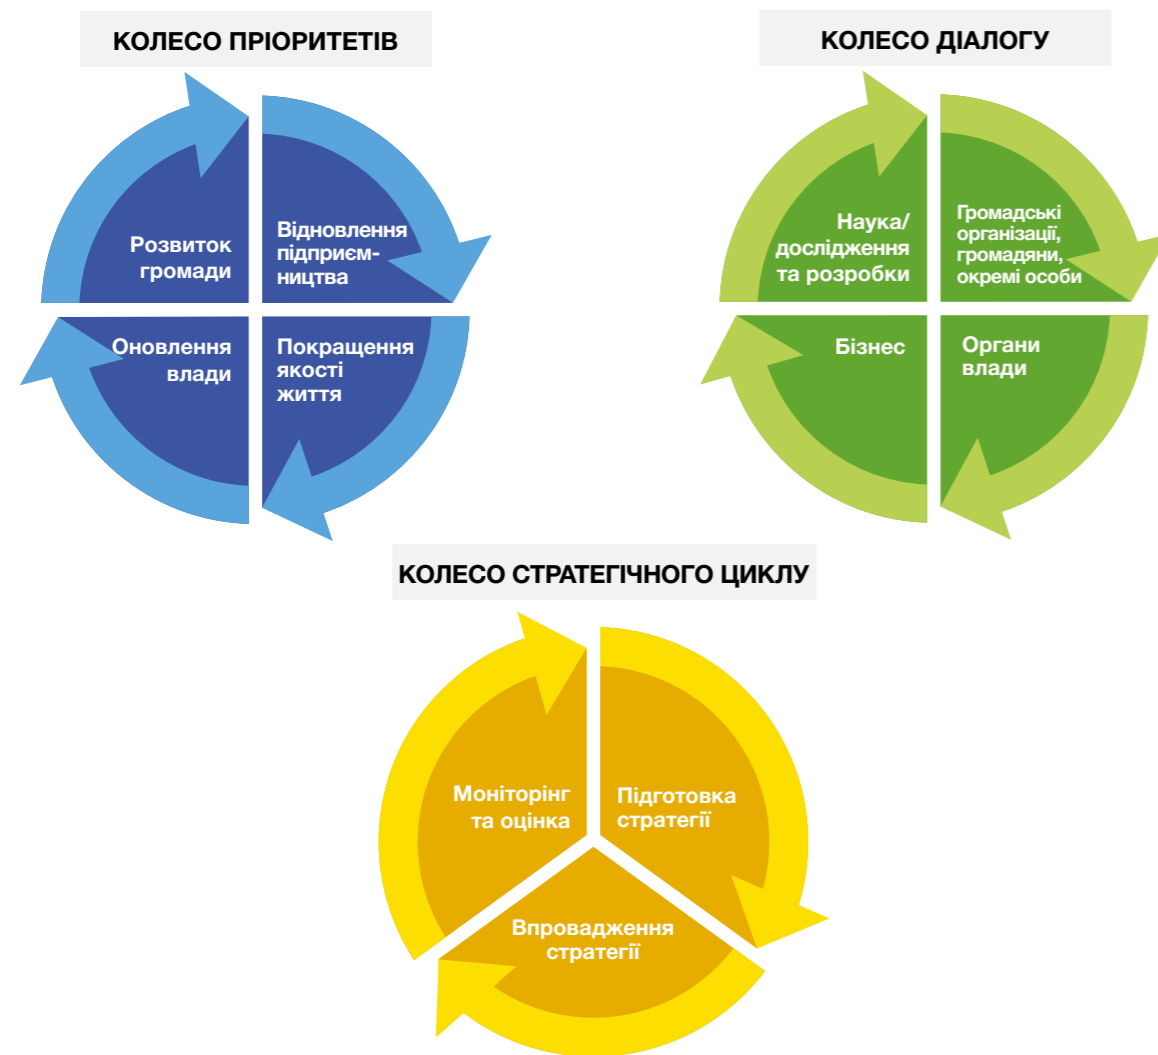 КОЛЕСО ПРІОРИТЕТІВ
Розвиток
громади
Відновлення
підприєм-
ництва
Оновлення
влади
Покращення
якості
життя
КОЛЕСО ДІАЛОГУ
Наука/
дослідження
та розробки
Громадські
організації,
громадяни,
окремі особи
Бізнес
Органи
влади
КОЛЕСО СТРАТЕГІЧНОГО ЦИКЛУ
Моніторінг
та оцінка
Підготовка
стратегії
Впровадження
стратегії